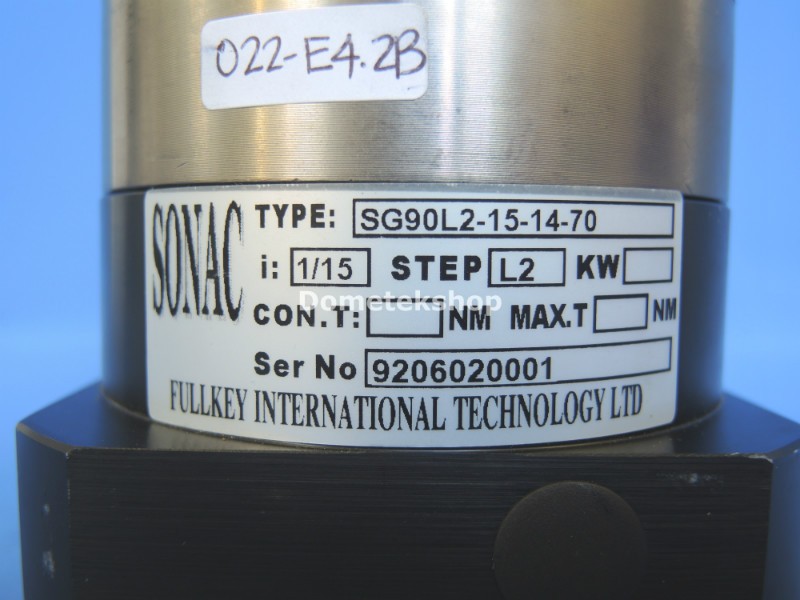 022-E4.2B
SONAC
TYPE: SG90L2-15-14-70
i: 1/15 STEP L2 KW
Dometekshop
CON.T: NM MAX.T NM
Ser No 9206020001
FULLKEY INTERNATIONAL TECHNOLOGY LTD